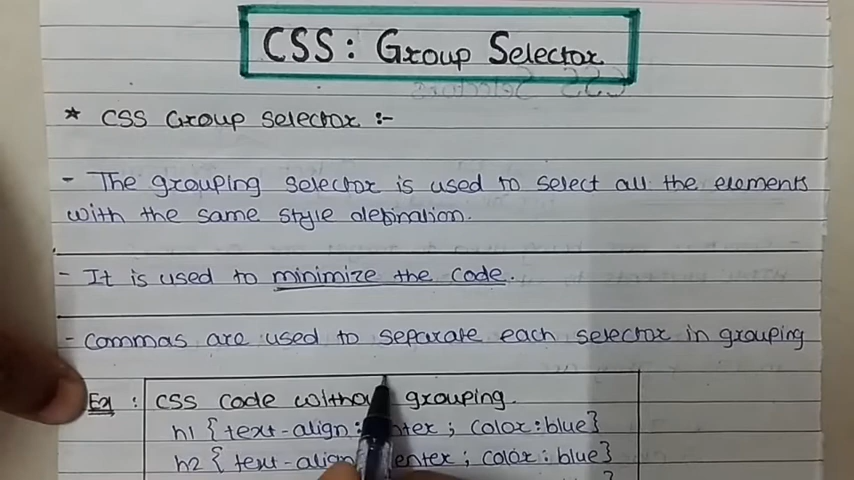 CSS : Group Selector
* CSS Group Selector :-
- The grouping selector is used to select all the elements
with the same style defination.
- It is used to minimize the code.
- Commas are used to separate each selector in grouping
Ex : CSS code without grouping.
h1 { text-align: center ; color:blue}
h2 { text-align: center ; color:blue}